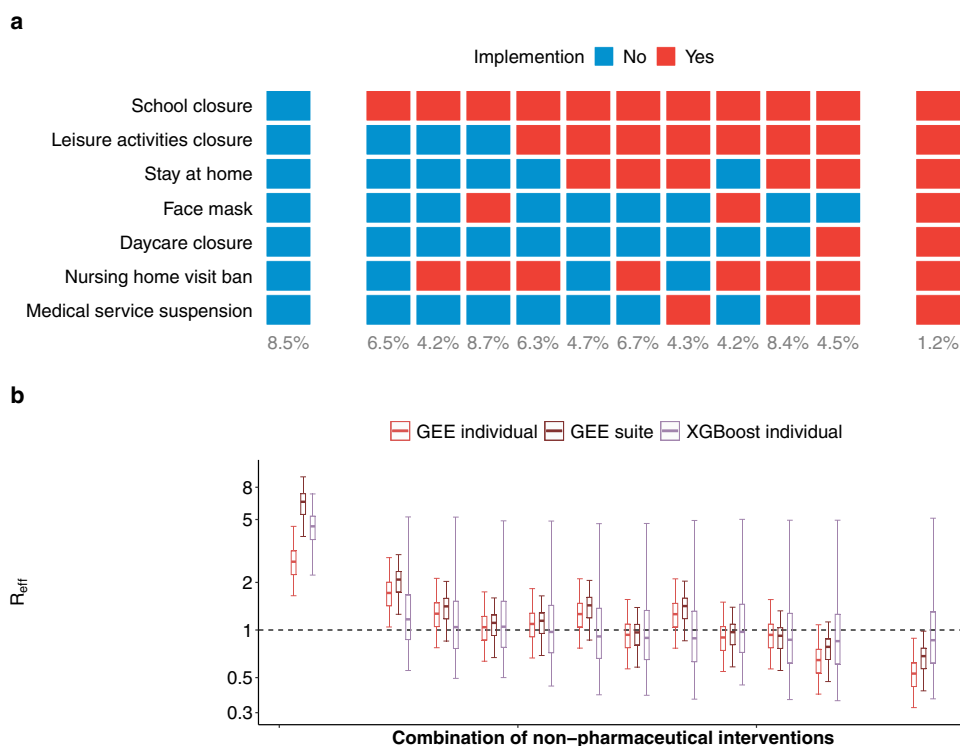 a
Implemention No Yes
School closure
Leisure activities closure
Stay at home
Face mask
Daycare closure
Nursing home visit ban
Medical service suspension
8.5% 6.5% 4.2% 8.7% 6.3% 4.7% 6.7% 4.3% 4.2% 8.4% 4.5% 1.2%
b
GEE individual GEE suite XGBoost individual
8
5
2
1
0.5
0.3
Reff
Combination of non−pharmaceutical interventions